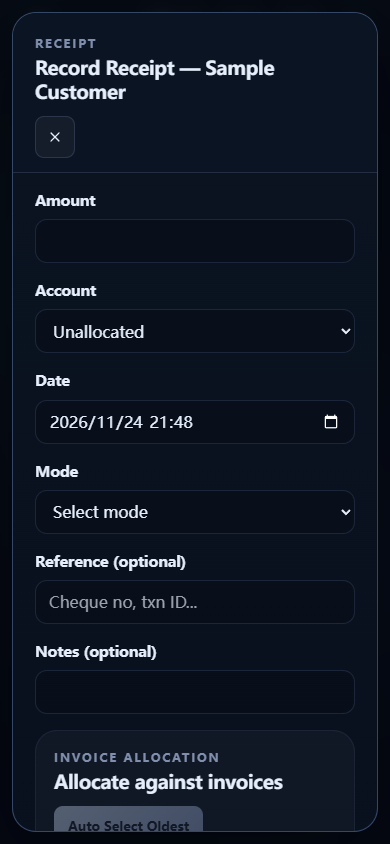 RECEIPT
Record Receipt — Sample
Customer
×
Amount
Account
Unallocated
Date
2026/11/24 21:48
Mode
Select mode
Reference (optional)
Cheque no, txn ID...
Notes (optional)
INVOICE ALLOCATION
Allocate against invoices
Auto Select Oldest